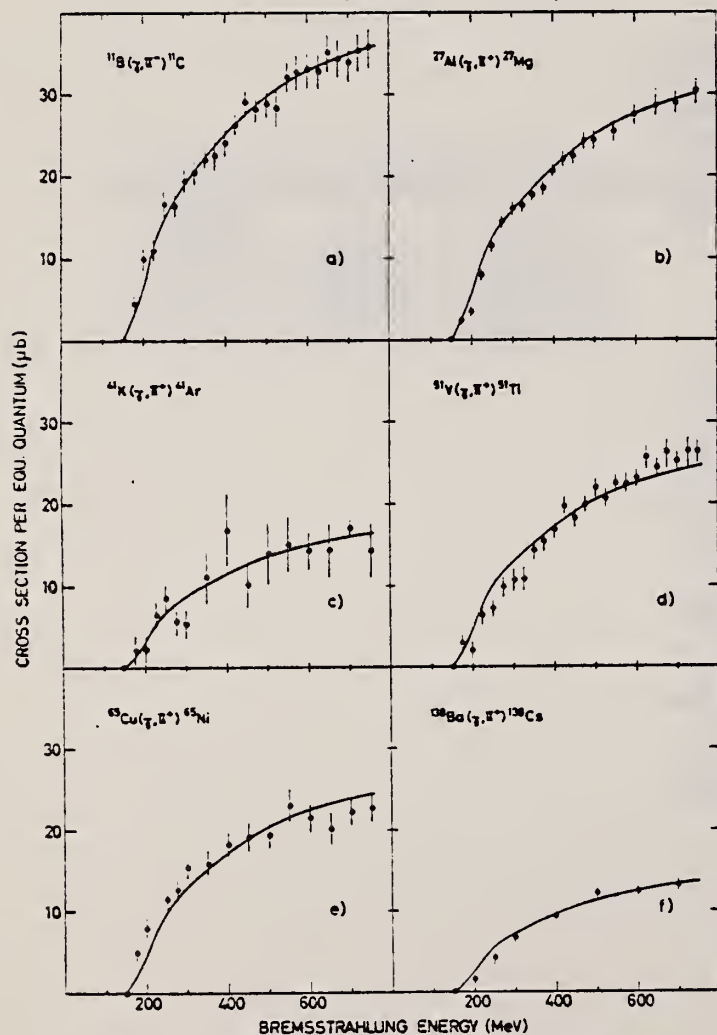 ¹¹B(γ,π⁻)¹¹C
²⁷Al(γ,π⁺)²⁷Mg
30
20
10
a)
b)
⁴¹K(γ,π⁺)⁴¹Ar
⁵¹V(γ,π⁺)⁵¹Ti
30
20
10
c)
d)
CROSS SECTION PER EQU. QUANTUM (μb)
⁶⁵Cu(γ,π⁺)⁶⁵Ni
¹³⁸Ba(γ,π⁺)¹³⁸Cs
30
20
10
e)
f)
200 400 600 200 400 600
BREMSSTRAHLUNG ENERGY (MeV)